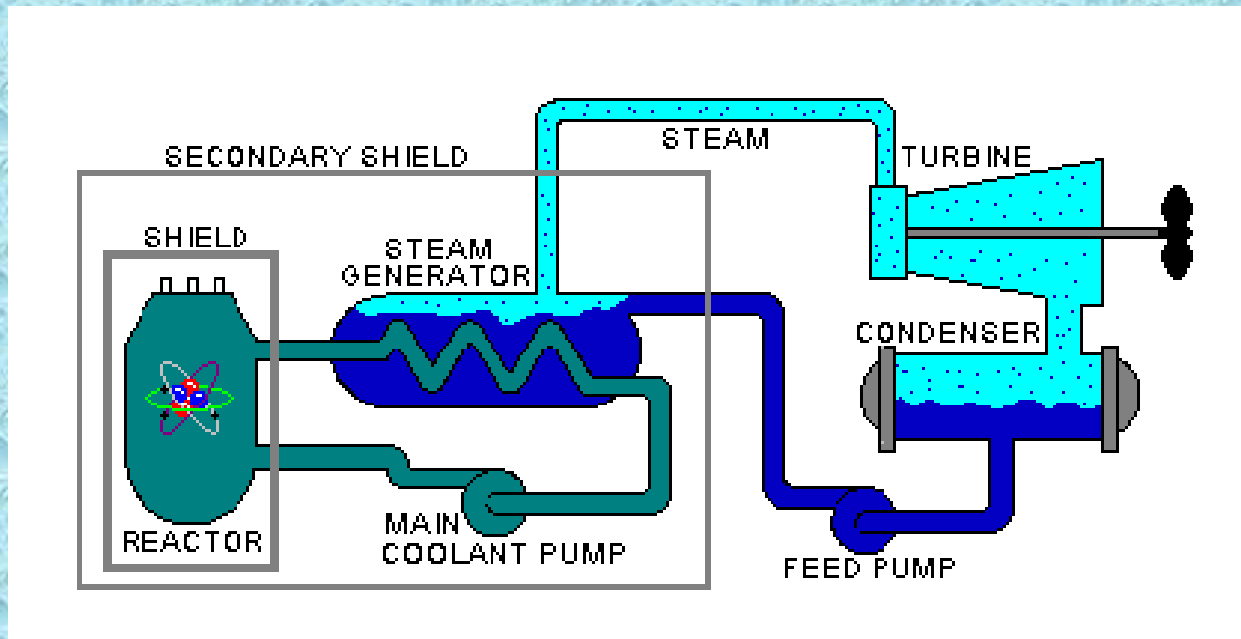 STEAM
SECONDARY SHIELD
TURBINE
SHIELD
STEAM
GENERATOR
CONDENSER
REACTOR
MAIN
COOLANT PUMP
FEED PUMP